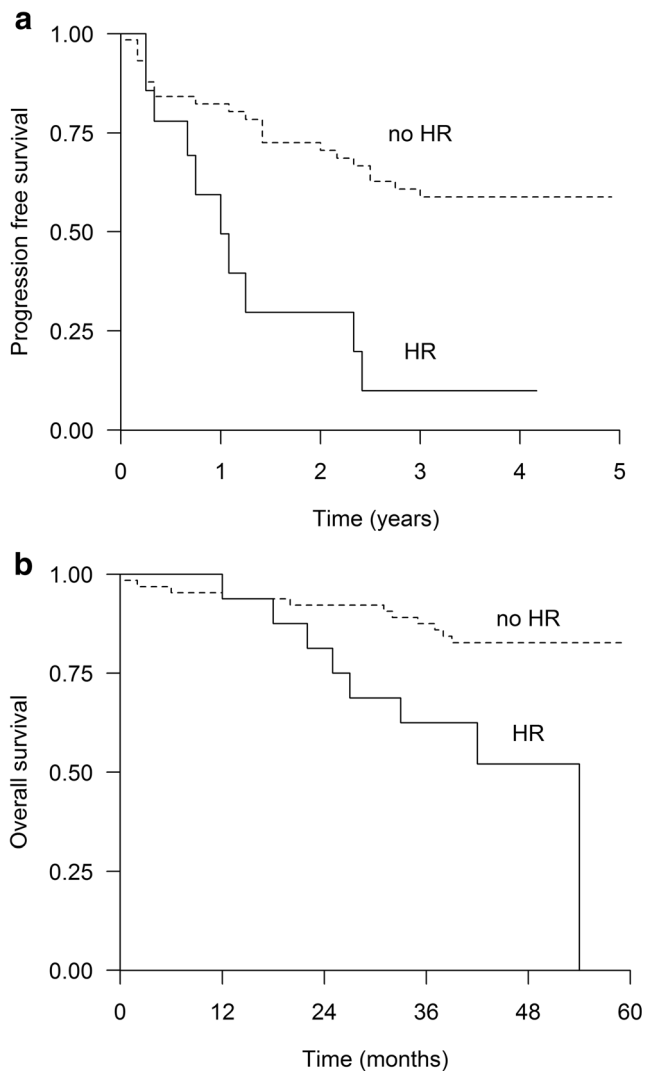 a
1.00
0.75
0.50
0.25
0.00
Progression free survival
no HR
HR
0 1 2 3 4 5
Time (years)
b
1.00
0.75
0.50
0.25
0.00
Overall survival
no HR
HR
0 12 24 36 48 60
Time (months)